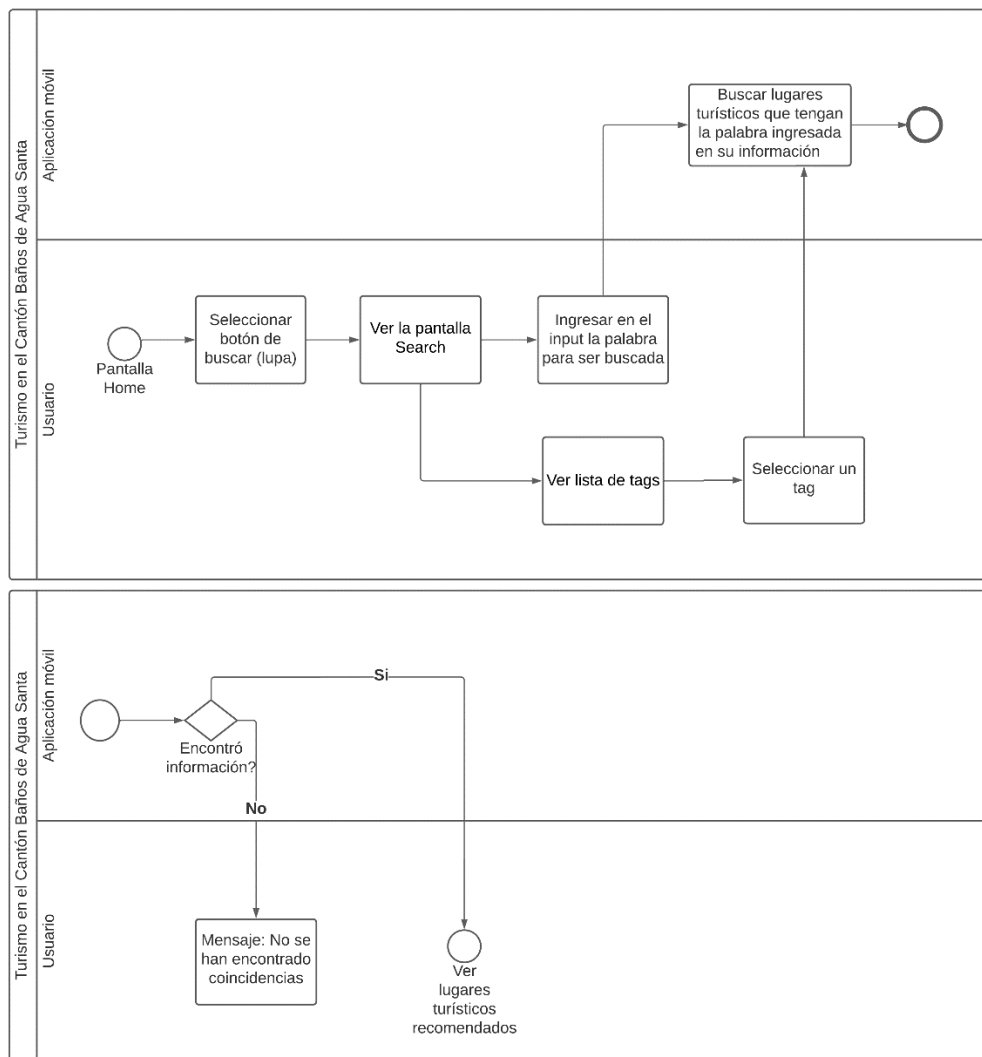 Turismo en el Cantón Baños de Agua Santa
Aplicación móvil
Buscar lugares
turísticos que tengan
la palabra ingresada
en su información
Usuario
Pantalla
Home
Seleccionar
botón de
buscar (lupa)
Ver la pantalla
Search
Ingresar en el
input la palabra
para ser buscada
Ver lista de tags
Seleccionar un
tag
Turismo en el Cantón Baños de Agua Santa
Aplicación móvil
Si
Encontró
información?
No
Usuario
Mensaje: No se
han encontrado
coincidencias
Ver
lugares
turísticos
recomendados